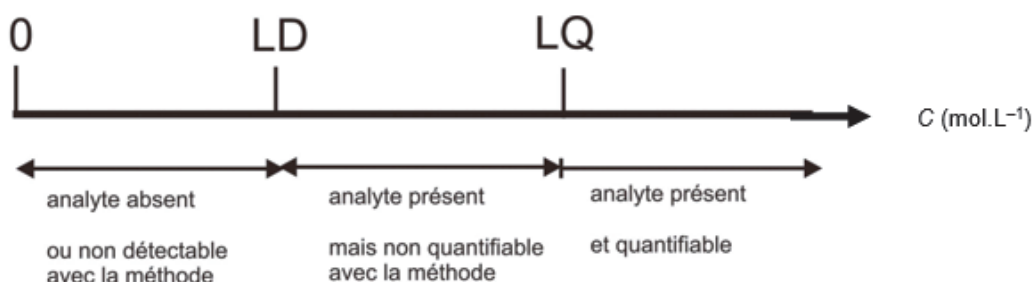 0 LD LQ
C (mol.L⁻¹)
analyte absent
ou non détectable
avec la méthode
analyte présent
mais non quantifiable
avec la méthode
analyte présent
et quantifiable